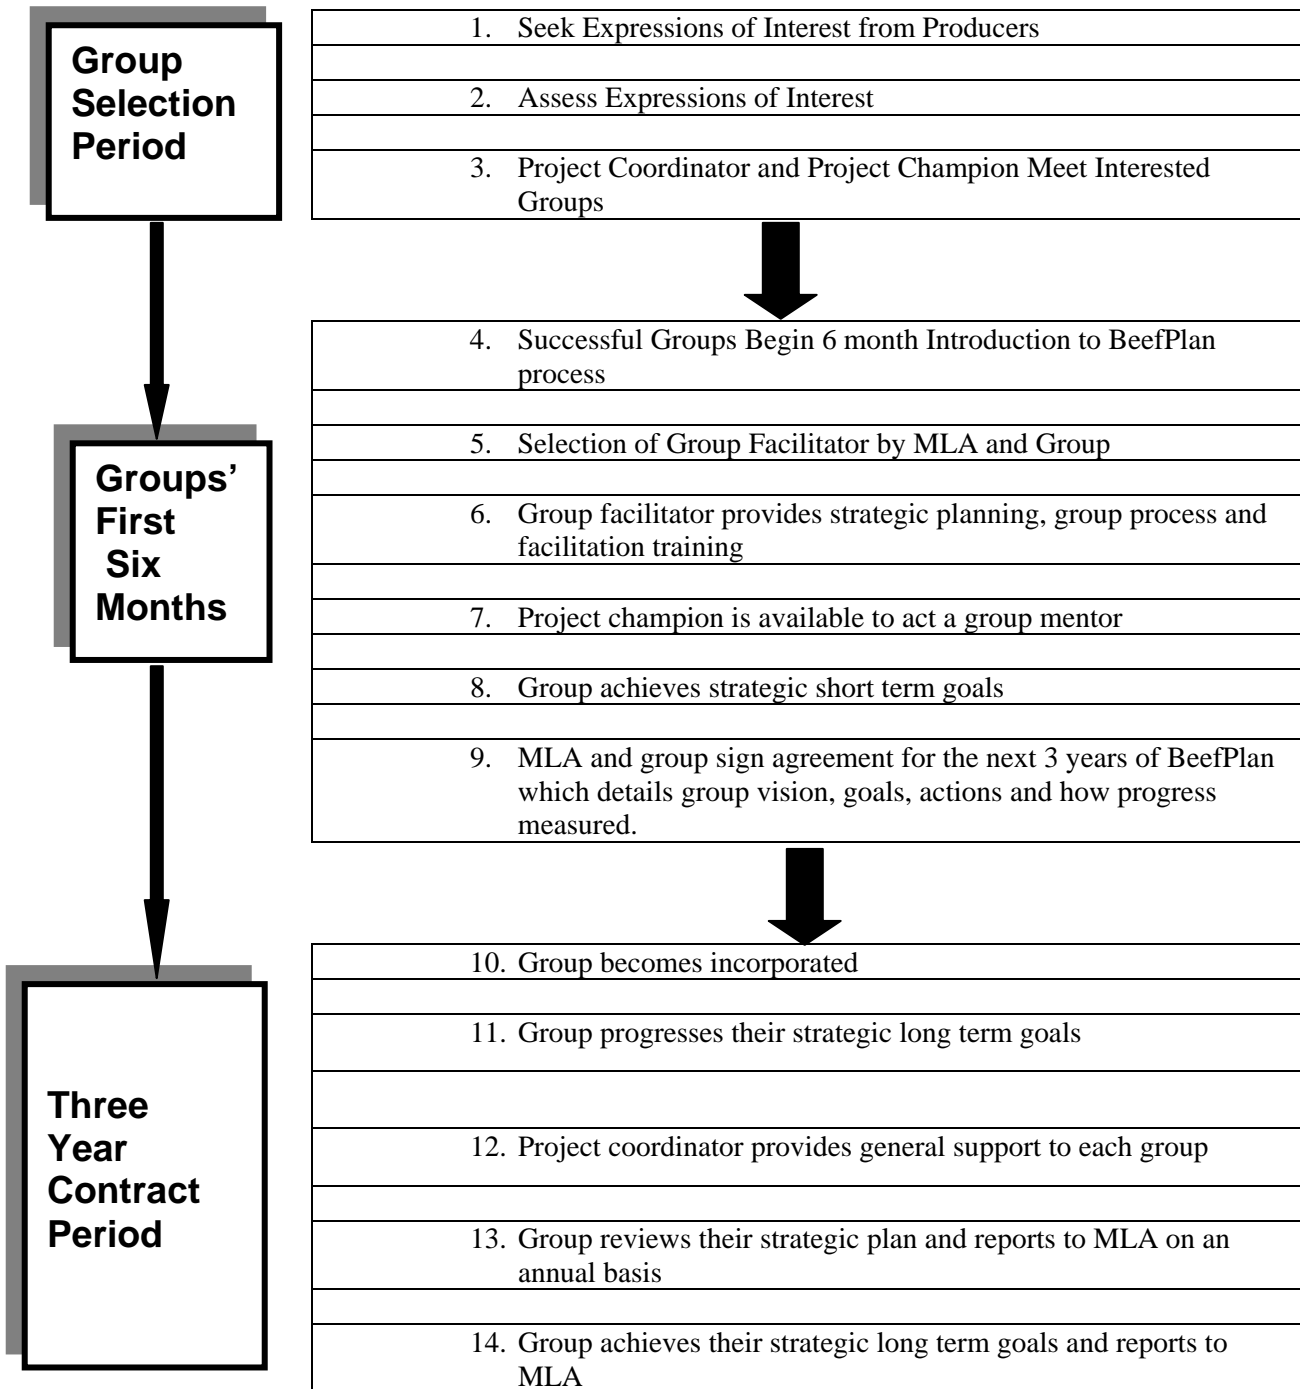 Group
Selection
Period
1. Seek Expressions of Interest from Producers
2. Assess Expressions of Interest
3. Project Coordinator and Project Champion Meet Interested
Groups
Groups’
First
Six
Months
4. Successful Groups Begin 6 month Introduction to BeefPlan
process
5. Selection of Group Facilitator by MLA and Group
6. Group facilitator provides strategic planning, group process and
facilitation training
7. Project champion is available to act a group mentor
8. Group achieves strategic short term goals
9. MLA and group sign agreement for the next 3 years of BeefPlan
which details group vision, goals, actions and how progress
measured.
Three
Year
Contract
Period
10. Group becomes incorporated
11. Group progresses their strategic long term goals
12. Project coordinator provides general support to each group
13. Group reviews their strategic plan and reports to MLA on an
annual basis
14. Group achieves their strategic long term goals and reports to
MLA